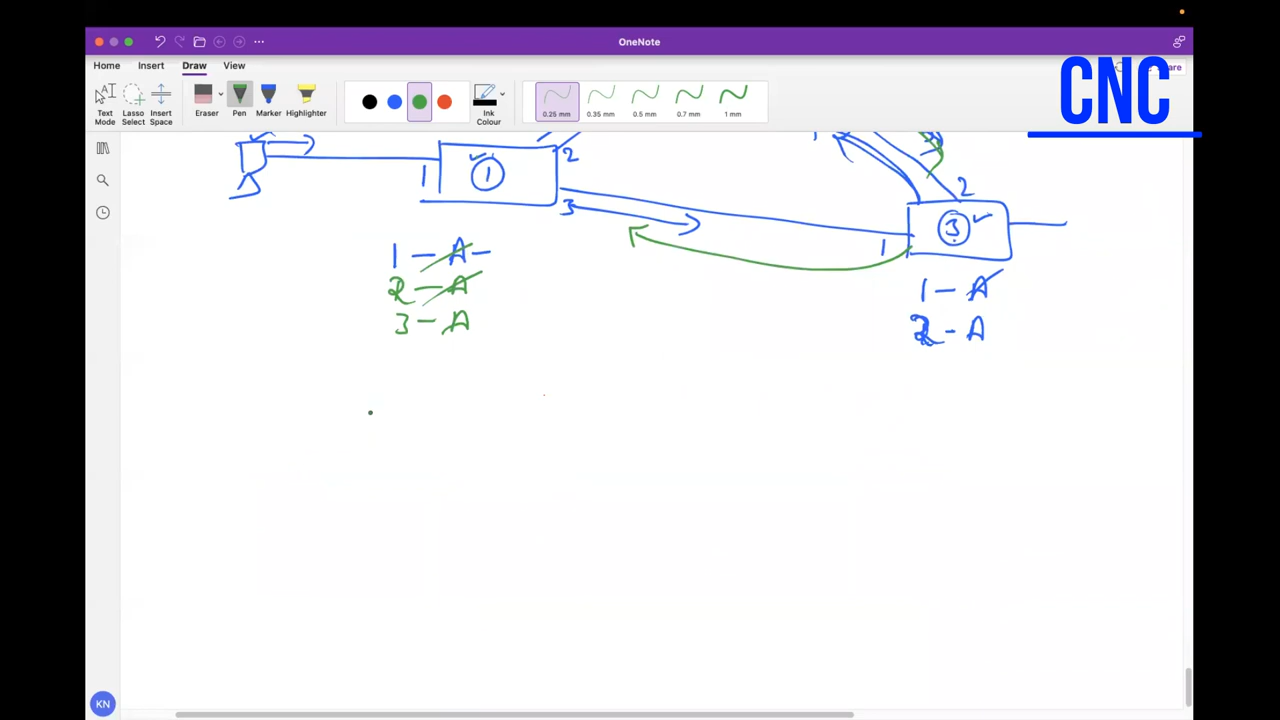 OneNote
Home Insert Draw View
CNC
Text Mode
Lasso Select
Insert Space
Eraser
Pen
Marker
Highlighter
0.25 mm
0.35 mm
0.5 mm
0.7 mm
1 mm
Ink Colour
1 1 2
3
1 3 2
1 – A –
2 – A
3 – A
1 – A
2 – A
KN